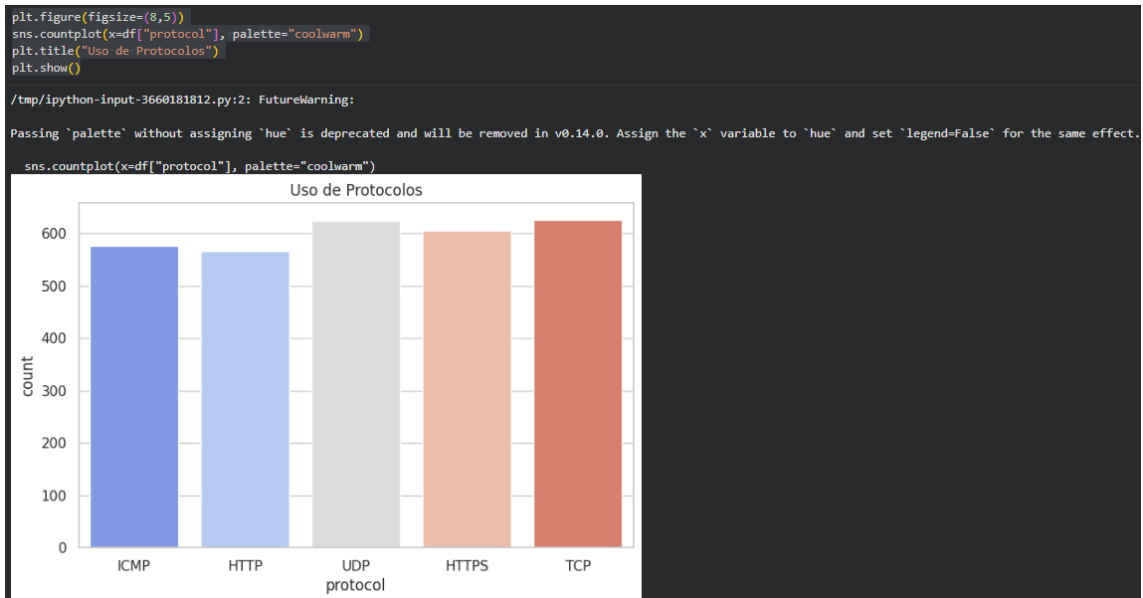 plt.figure(figsize=(8,5))
sns.countplot(x=df["protocol"], palette="coolwarm")
plt.title("Uso de Protocolos")
plt.show()
/tmp/ipython-input-3660181812.py:2: FutureWarning:
Passing `palette` without assigning `hue` is deprecated and will be removed in v0.14.0. Assign the `x` variable to `hue` and set `legend=False` for the same effect.
sns.countplot(x=df["protocol"], palette="coolwarm")
Uso de Protocolos
600
500
400
300
200
100
0
count
ICMP HTTP UDP HTTPS TCP
protocol